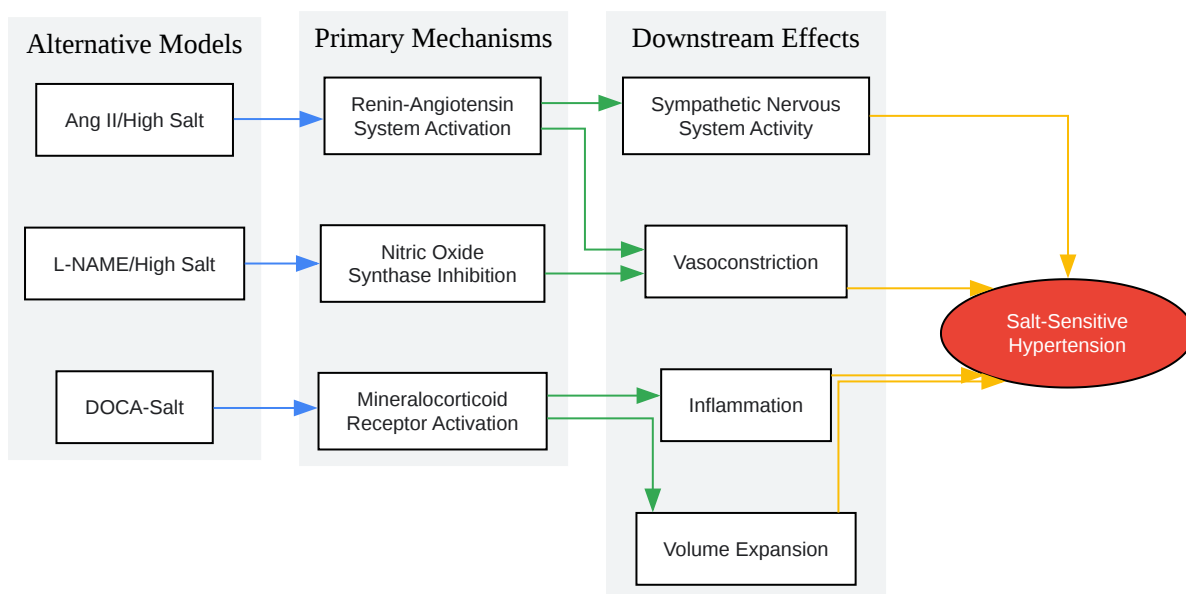 Alternative Models
Primary Mechanisms
Downstream Effects
Ang II/High Salt
Renin-Angiotensin
System Activation
Sympathetic Nervous
System Activity
L-NAME/High Salt
Nitric Oxide
Synthase Inhibition
Vasoconstriction
Salt-Sensitive
Hypertension
DOCA-Salt
Mineralocorticoid
Receptor Activation
Inflammation
Volume Expansion